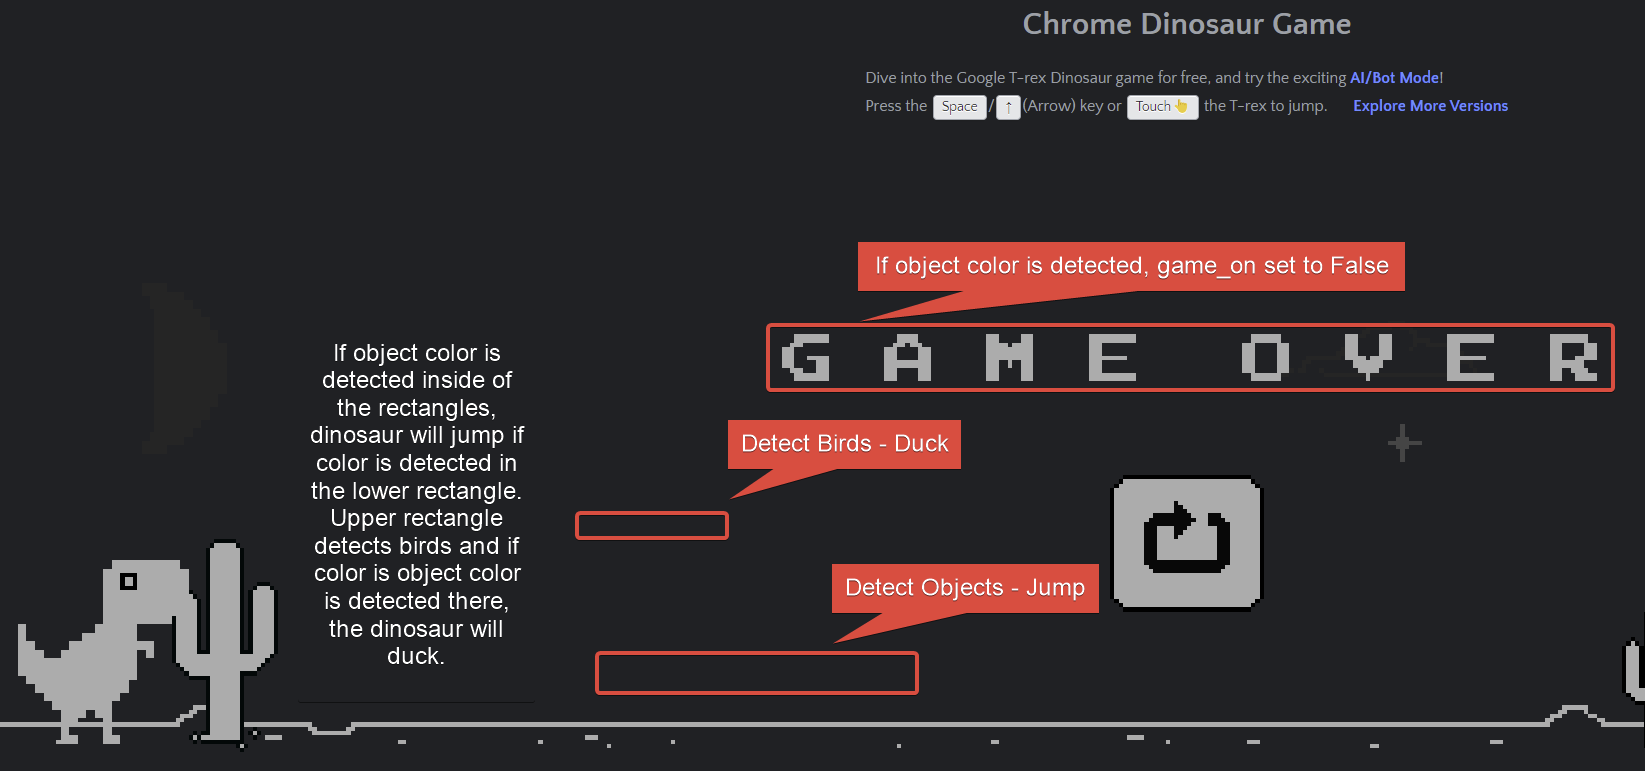 Chrome Dinosaur Game
Dive into the Google T-rex Dinosaur game for free, and try the exciting AI/Bot Mode!
Press the Space / ↑ (Arrow) key or Touch 👆 the T-rex to jump. Explore More Versions
If object color is detected, game_on set to False
GAME OVER
If object color is
detected inside of
the rectangles,
dinosaur will jump if
color is detected in
the lower rectangle.
Upper rectangle
detects birds and if
color is object color
is detected there,
the dinosaur will
duck.
Detect Birds - Duck
Detect Objects - Jump